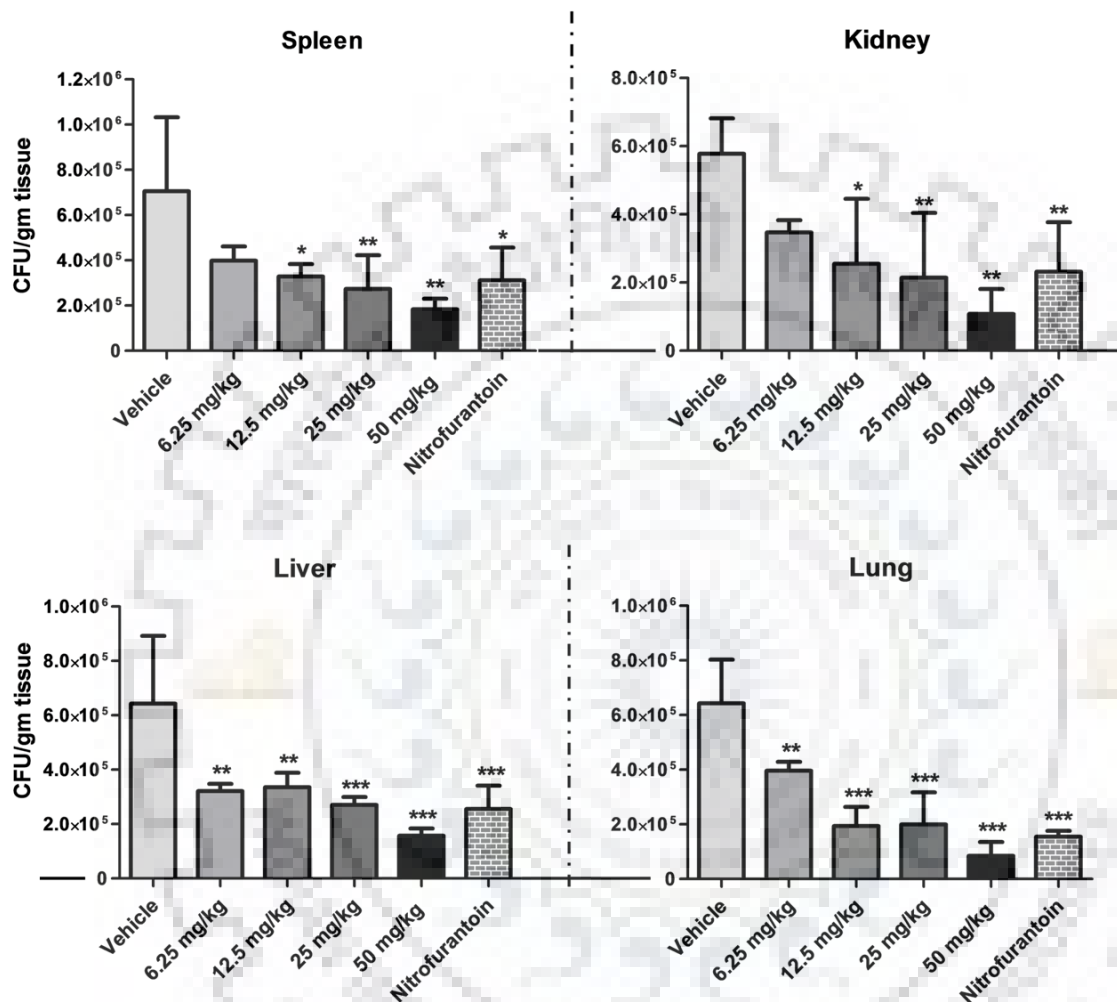 Spleen
CFU/gm tissue
1.2×10⁶
1.0×10⁶
8.0×10⁵
6.0×10⁵
4.0×10⁵
2.0×10⁵
0
* ** ** *
Vehicle
6.25 mg/kg
12.5 mg/kg
25 mg/kg
50 mg/kg
Nitrofurantoin
Kidney
8.0×10⁵
6.0×10⁵
4.0×10⁵
2.0×10⁵
0
* ** ** **
Vehicle
6.25 mg/kg
12.5 mg/kg
25 mg/kg
50 mg/kg
Nitrofurantoin
Liver
CFU/gm tissue
1.0×10⁶
8.0×10⁵
6.0×10⁵
4.0×10⁵
2.0×10⁵
0
** ** *** *** ***
Vehicle
6.25 mg/kg
12.5 mg/kg
25 mg/kg
50 mg/kg
Nitrofurantoin
Lung
1.0×10⁶
8.0×10⁵
6.0×10⁵
4.0×10⁵
2.0×10⁵
0
** *** *** *** ***
Vehicle
6.25 mg/kg
12.5 mg/kg
25 mg/kg
50 mg/kg
Nitrofurantoin